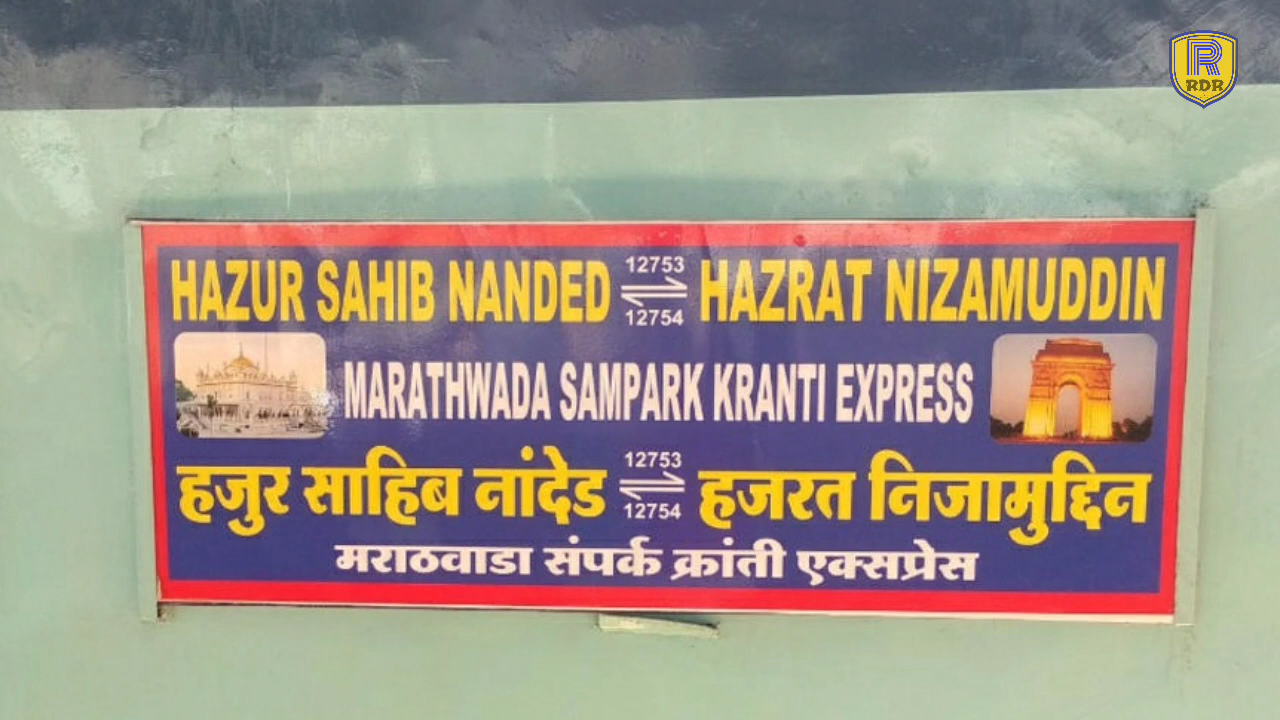 R
RDR
HAZUR SAHIB NANDED 12753 ⇌ 12754 HAZRAT NIZAMUDDIN
MARATHWADA SAMPARK KRANTI EXPRESS
हजुर साहिब नांदेड 12753 ⇌ 12754 हजरत निजामुद्दिन
मराठवाडा संपर्क क्रांती एक्सप्रेस